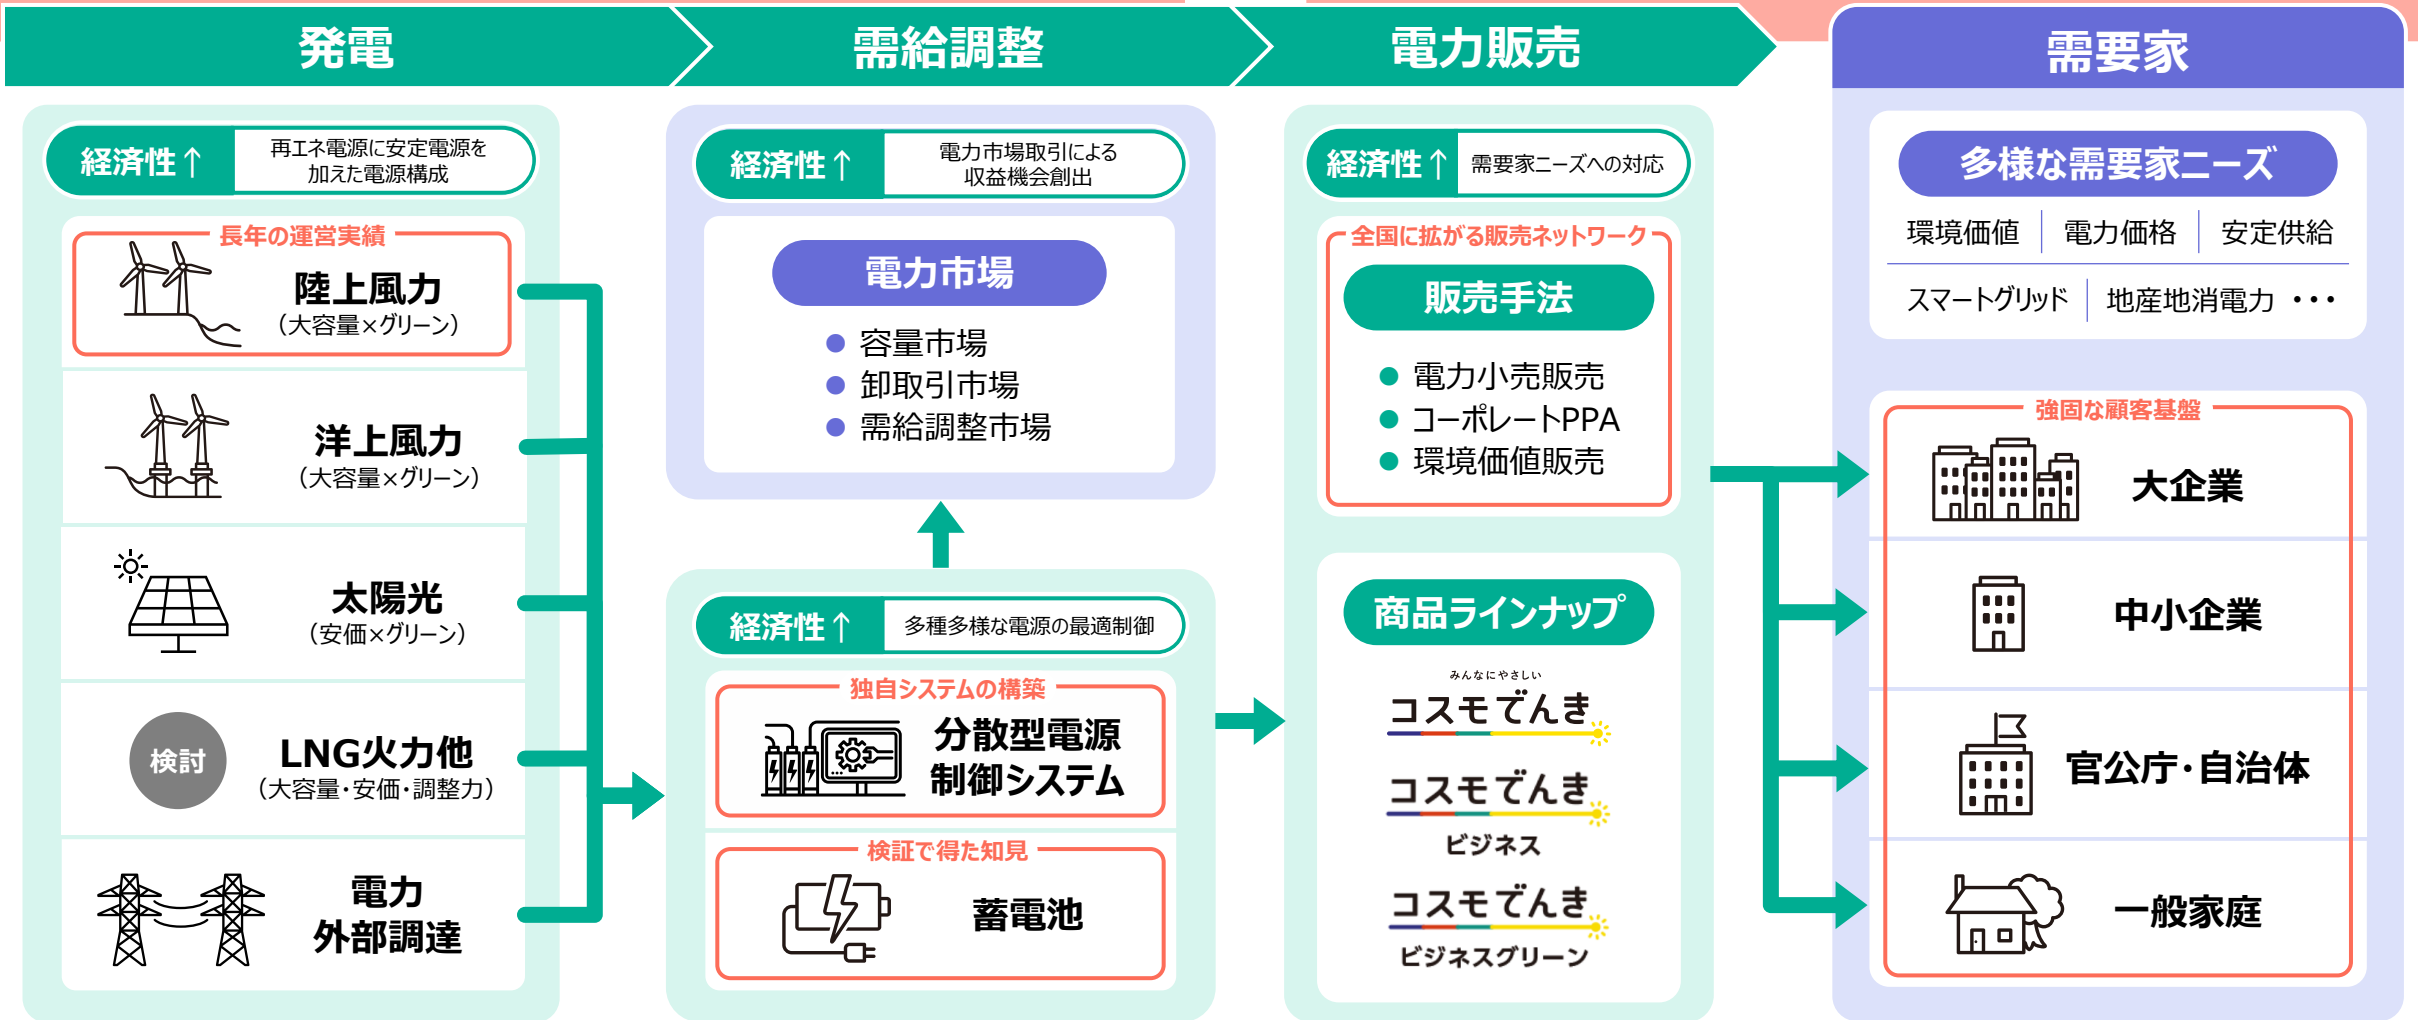 発電
需給調整
電力販売
需要家
経済性↑
再エネ電源に安定電源を
加えた電源構成
長年の運営実績
陸上風力
（大容量×グリーン）
洋上風力
（大容量×グリーン）
太陽光
（安価×グリーン）
検討
LNG火力他
（大容量・安価・調整力）
電力
外部調達
経済性↑
電力市場取引による
収益機会創出
電力市場
● 容量市場
● 卸取引市場
● 需給調整市場
経済性↑
多種多様な電源の最適制御
独自システムの構築
分散型電源
制御システム
検証で得た知見
蓄電池
経済性↑
需要家ニーズへの対応
全国に拡がる販売ネットワーク
販売手法
● 電力小売販売
● コーポレートPPA
● 環境価値販売
商品ラインナップ
みんなにやさしい
コスモでんき
コスモでんき
ビジネス
コスモでんき
ビジネスグリーン
多様な需要家ニーズ
環境価値 電力価格 安定供給
スマートグリッド 地産地消電力 ・・・
強固な顧客基盤
大企業
中小企業
官公庁・自治体
一般家庭